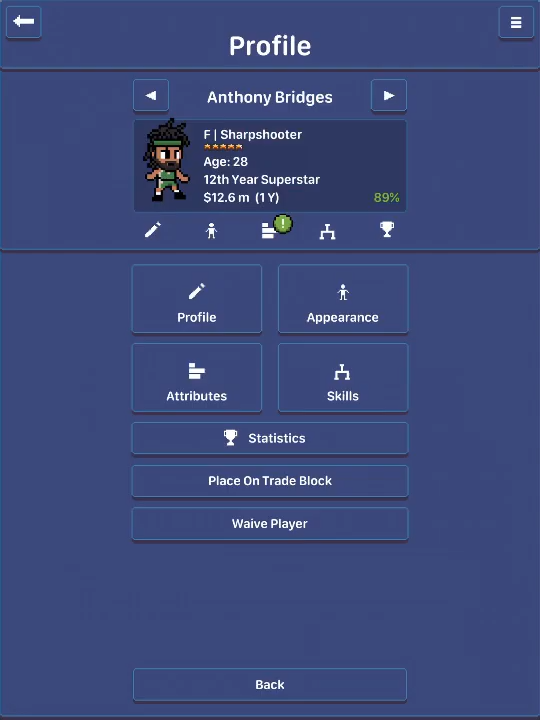 Profile
Anthony Bridges
F | Sharpshooter
Age: 28
12th Year Superstar
$12.6 m (1 Y)
89%
!
Profile
Appearance
Attributes
Skills
Statistics
Place On Trade Block
Waive Player
Back